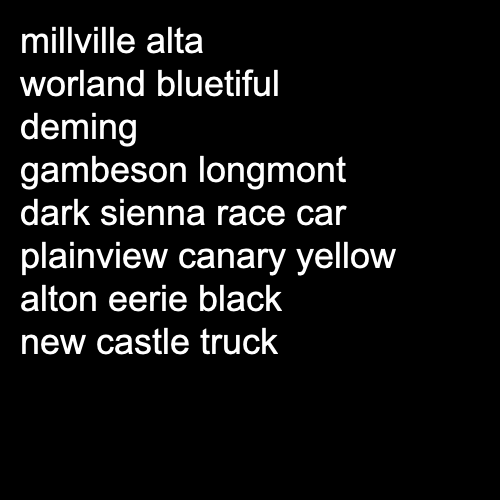 millville alta
worland bluetiful
deming
gambeson longmont
dark sienna race car
plainview canary yellow
alton eerie black
new castle truck